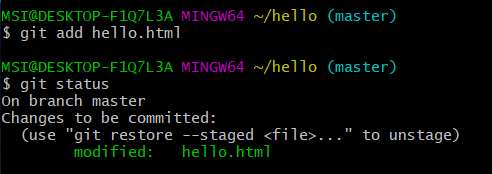 MSI@DESKTOP-F1Q7L3A MINGW64 ~/hello (master)
$ git add hello.html
MSI@DESKTOP-F1Q7L3A MINGW64 ~/hello (master)
$ git status
On branch master
Changes to be committed:
  (use "git restore --staged <file>..." to unstage)
        modified:   hello.html